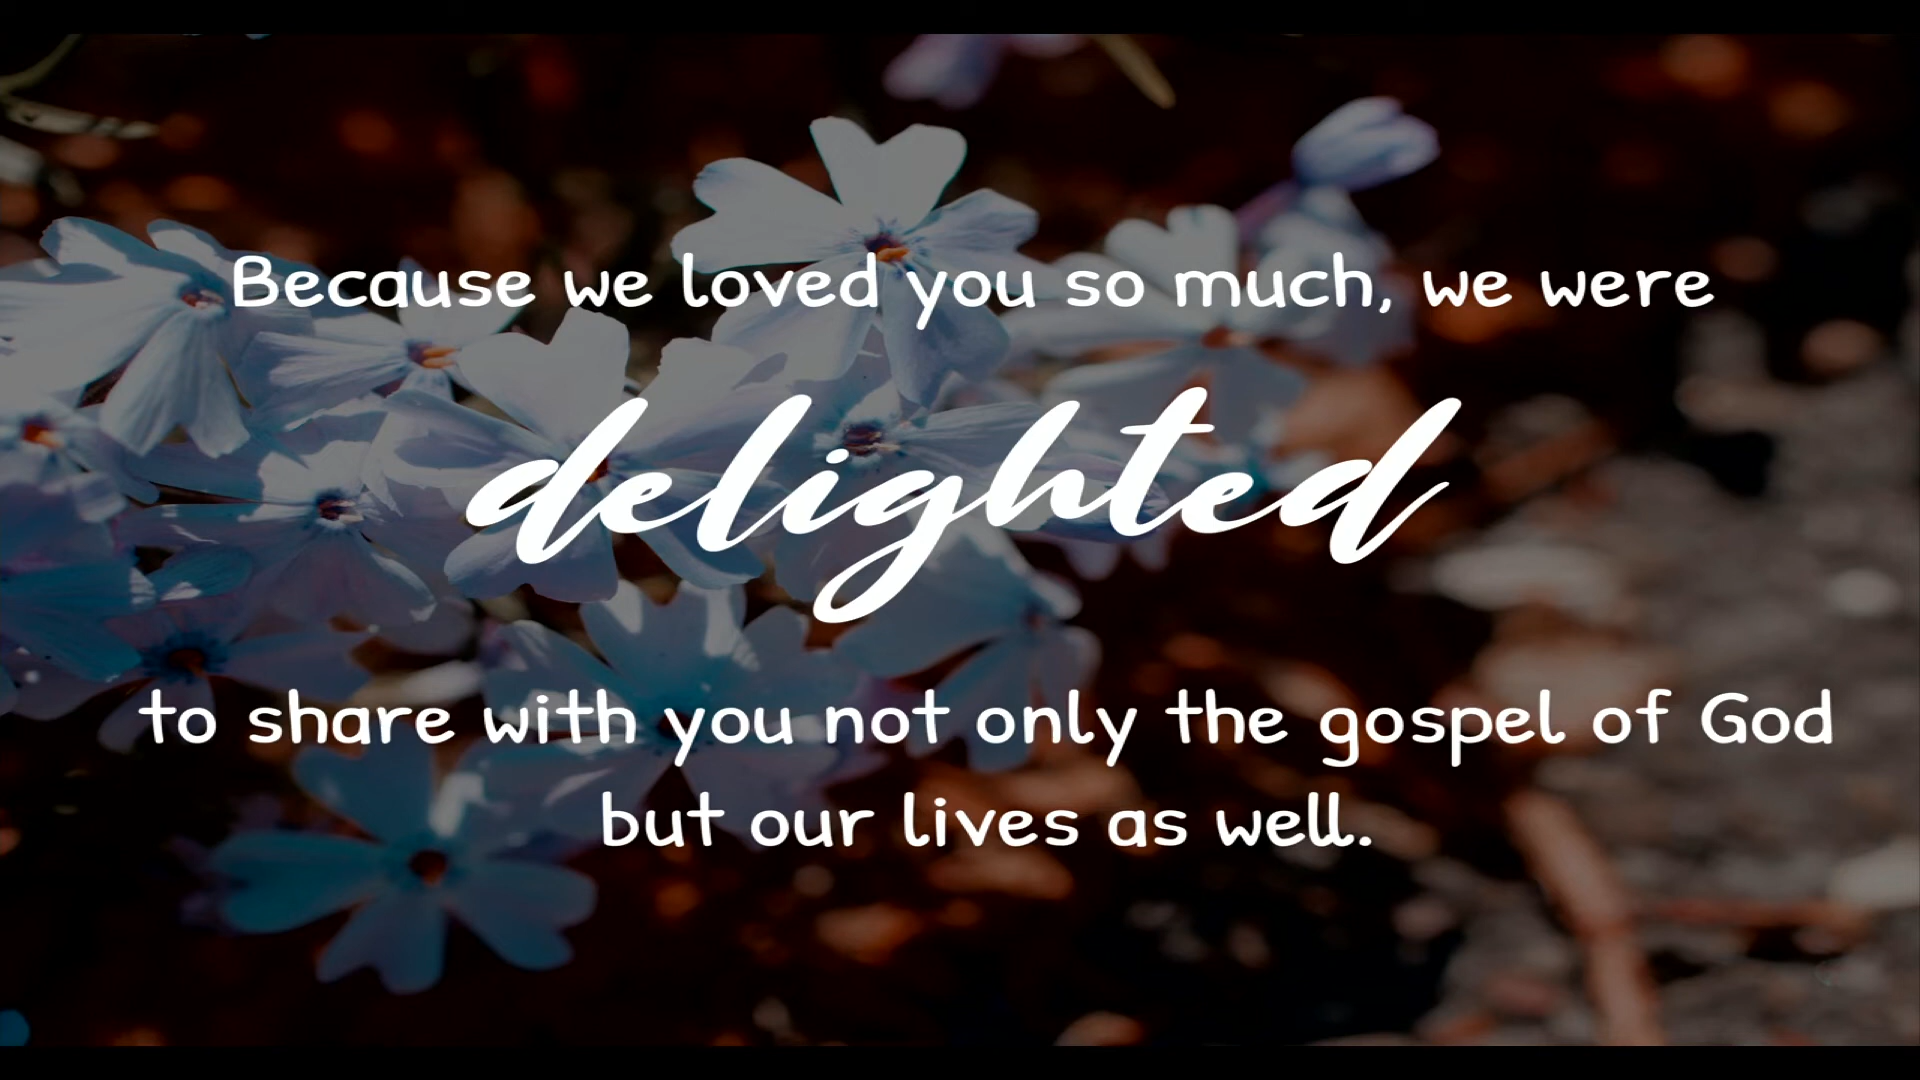 Because we loved you so much, we were
delighted
to share with you not only the gospel of God
but our lives as well.